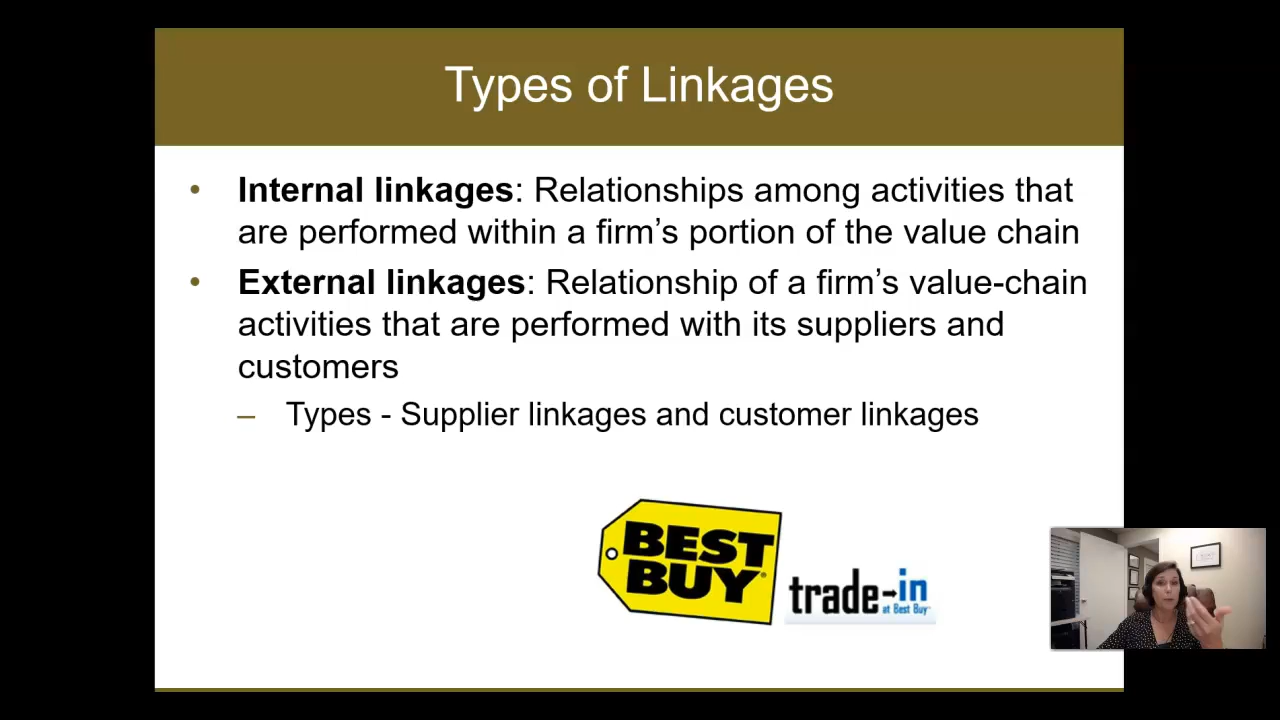 Types of Linkages
• Internal linkages: Relationships among activities that
are performed within a firm’s portion of the value chain
• External linkages: Relationship of a firm’s value-chain
activities that are performed with its suppliers and
customers
– Types - Supplier linkages and customer linkages
BEST
BUY
trade-in
at Best Buy